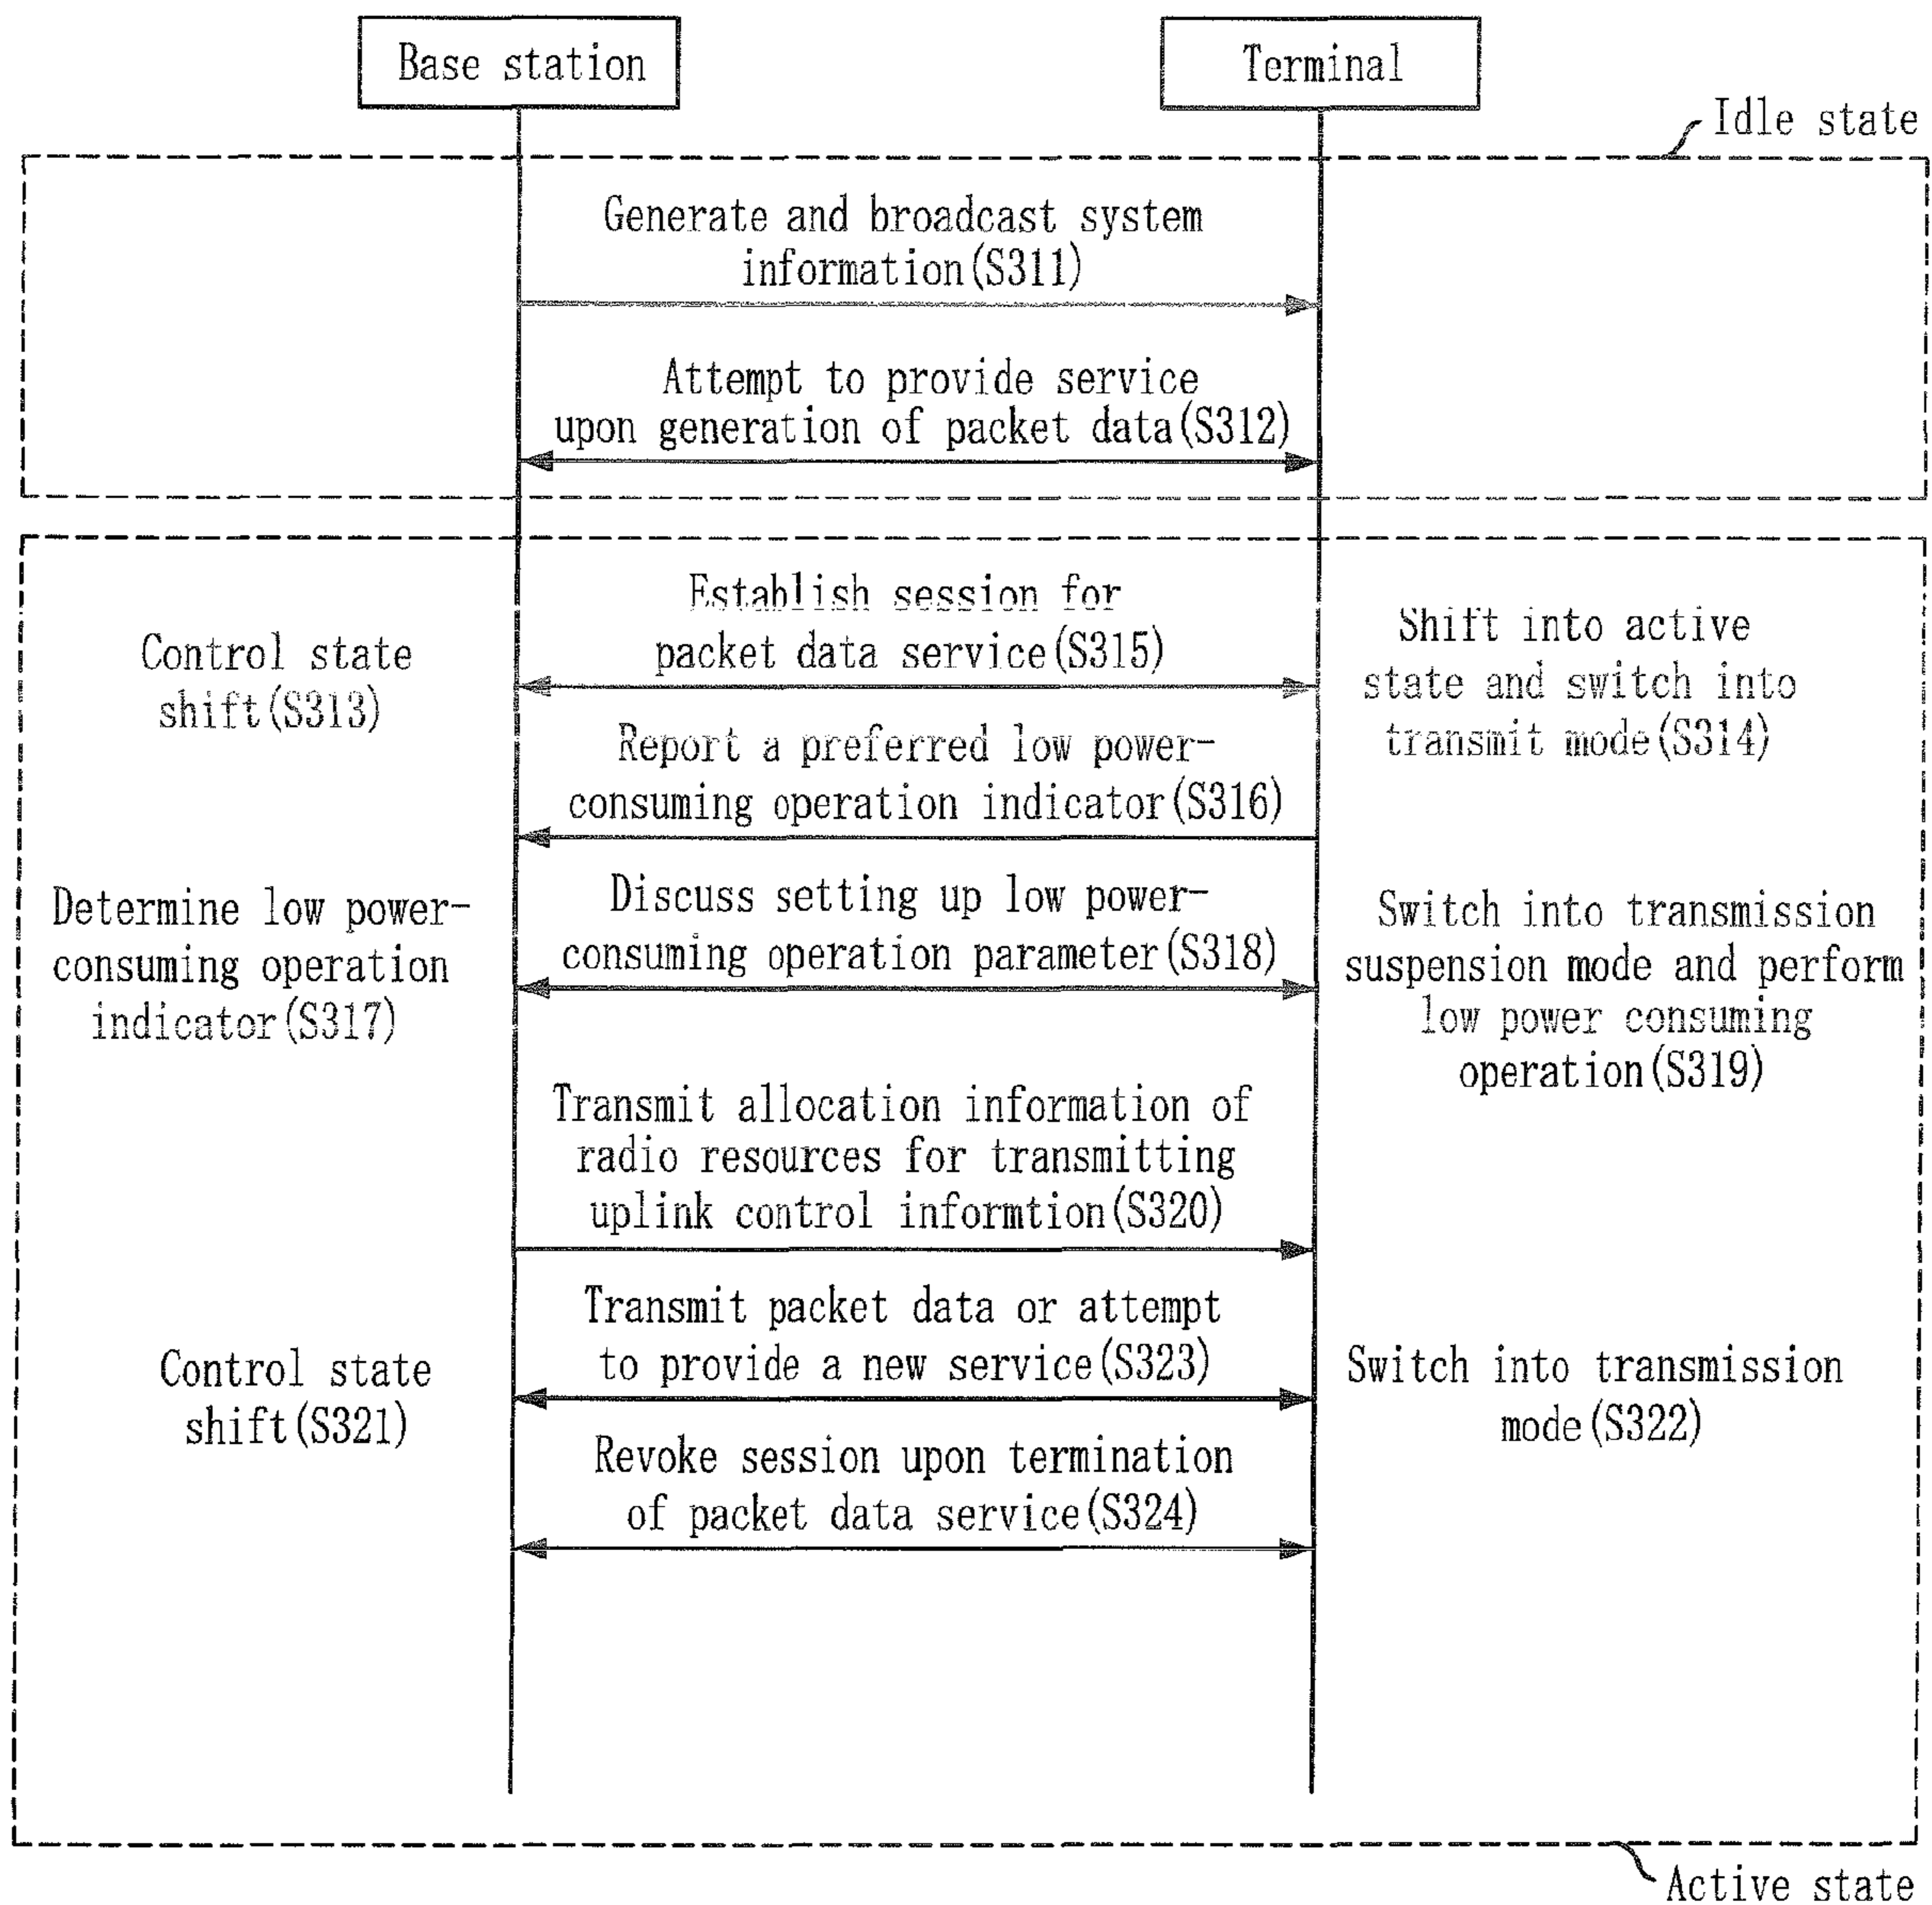 Base station
Terminal
Idle state
Generate and broadcast system
information(S311)
Attempt to provide service
upon generation of packet data(S312)
Establish session for
packet data service(S315)
Control state
shift(S313)
Shift into active
state and switch into
transmit mode(S314)
Report a preferred low power-
consuming operation indicator(S316)
Determine low power-
consuming operation
indicator(S317)
Discuss setting up low power-
consuming operation parameter(S318)
Switch into transmission
suspension mode and perform
low power consuming
operation(S319)
Transmit allocation information of
radio resources for transmitting
uplink control informtion(S320)
Transmit packet data or attempt
to provide a new service(S323)
Control state
shift(S321)
Switch into transmission
mode(S322)
Revoke session upon termination
of packet data service(S324)
Active state